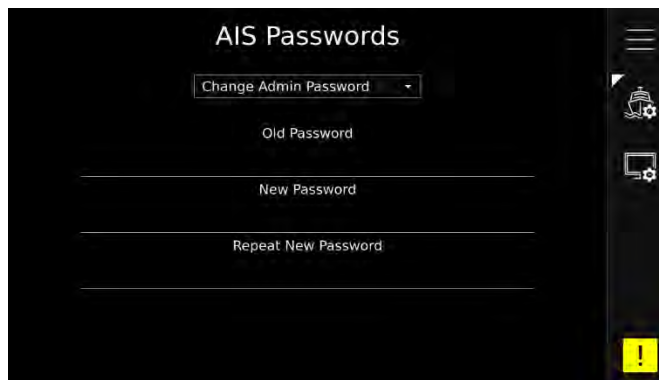 AIS Passwords
Change Admin Password
Old Password
New Password
Repeat New Password
!